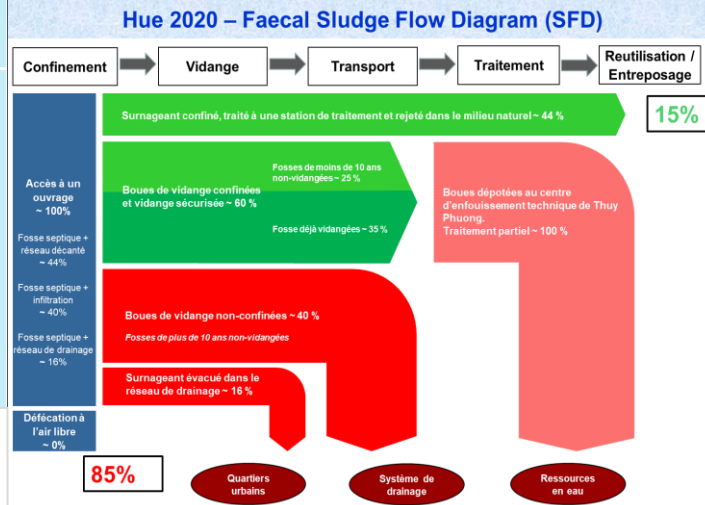 Hue 2020 – Faecal Sludge Flow Diagram (SFD)
Confinement
Vidange
Transport
Traitement
Reutilisation /
Entreposage
Surnageant confiné, traité à une station de traitement et rejeté dans le milieu naturel ~ 44 %
15%
Accès à un
ouvrage
~ 100%
Fosse septique +
réseau décanté
~ 44%
Fosse septique +
infiltration
~ 40%
Fosse septique +
réseau de drainage
~ 16%
Boues de vidange confinées
et vidange sécurisée ~ 60 %
Fosses de moins de 10 ans
non-vidangées ~ 25 %
Fosse déjà vidangées ~ 35 %
Boues dépotées au centre
d'enfouissement technique de Thuy
Phuong.
Traitement partiel ~ 100 %
Boues de vidange non-confinées ~ 40 %
Fosses de plus de 10 ans non-vidangées
Surnageant évacué dans le
réseau de drainage ~ 16 %
Défécation à
l'air libre
~ 0%
85%
Quartiers
urbains
Système de
drainage
Ressources
en eau